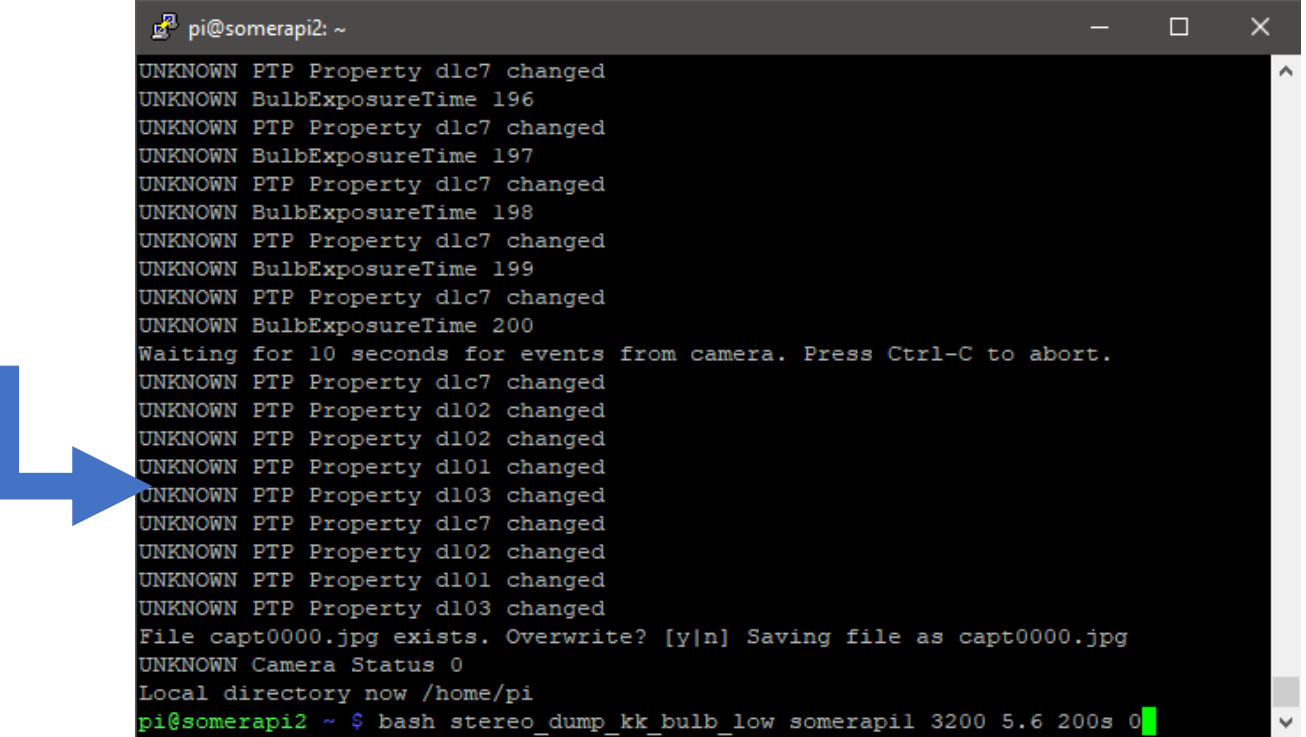 pi@somerapi2: ~
UNKNOWN PTP Property d1c7 changed
UNKNOWN BulbExposureTime 196
UNKNOWN PTP Property d1c7 changed
UNKNOWN BulbExposureTime 197
UNKNOWN PTP Property d1c7 changed
UNKNOWN BulbExposureTime 198
UNKNOWN PTP Property d1c7 changed
UNKNOWN BulbExposureTime 199
UNKNOWN PTP Property d1c7 changed
UNKNOWN BulbExposureTime 200
Waiting for 10 seconds for events from camera. Press Ctrl-C to abort.
UNKNOWN PTP Property d1c7 changed
UNKNOWN PTP Property d102 changed
UNKNOWN PTP Property d102 changed
UNKNOWN PTP Property d101 changed
UNKNOWN PTP Property d103 changed
UNKNOWN PTP Property d1c7 changed
UNKNOWN PTP Property d102 changed
UNKNOWN PTP Property d101 changed
UNKNOWN PTP Property d103 changed
File capt0000.jpg exists. Overwrite? [y|n] Saving file as capt0000.jpg
UNKNOWN Camera Status 0
Local directory now /home/pi
pi@somerapi2 ~ $ bash stereo_dump_kk_bulb_low somerapi1 3200 5.6 200s 0